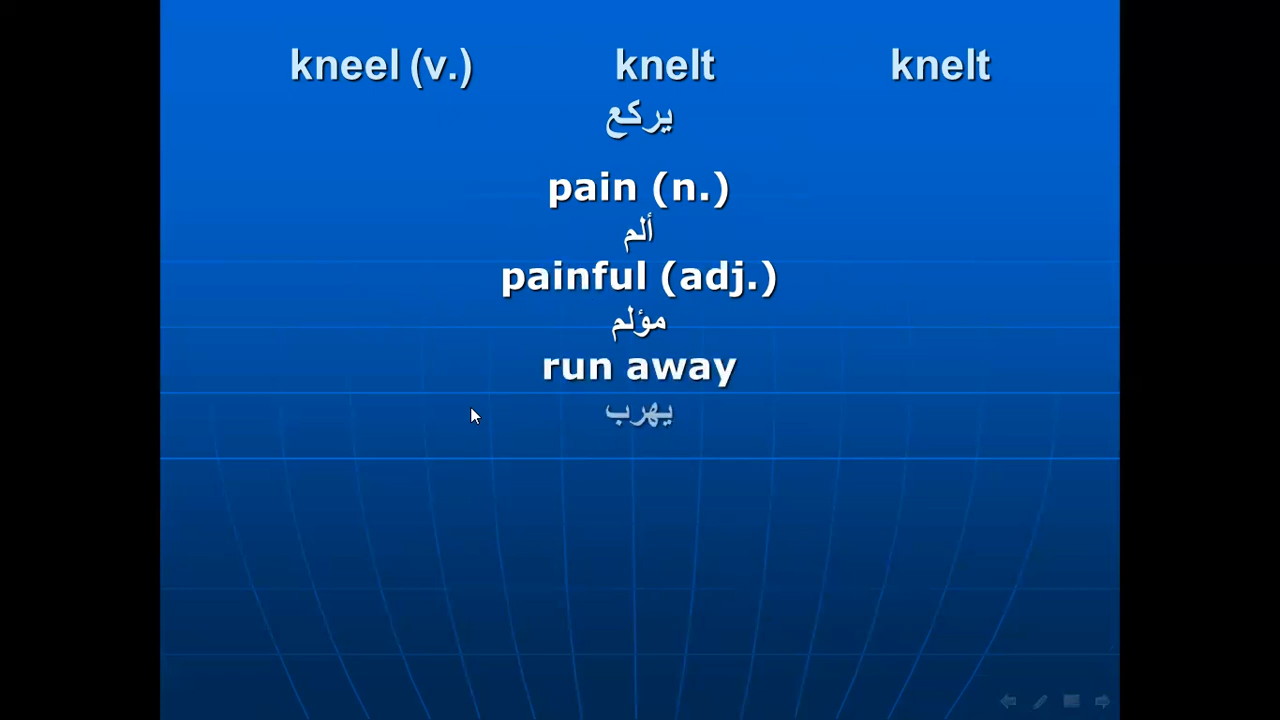 kneel (v.) knelt knelt
يركع
pain (n.)
ألم
painful (adj.)
مؤلم
run away
يهرب